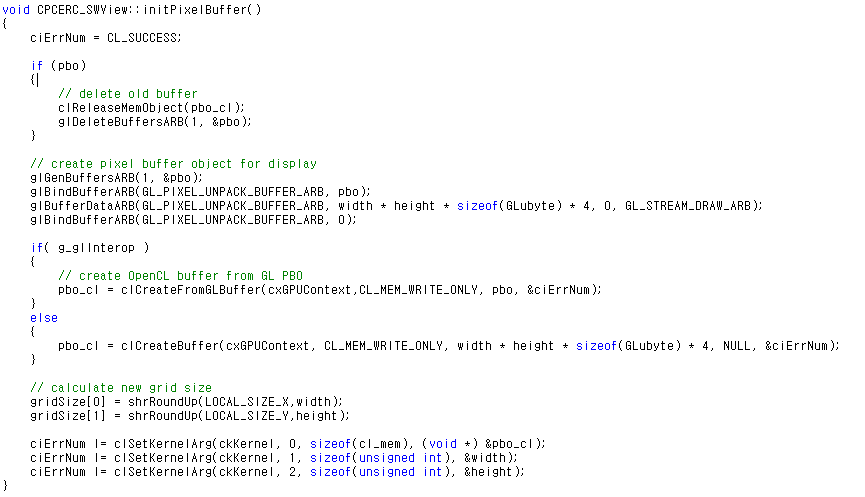 void CPCERC_SWView::initPixelBuffer()
{
    ciErrNum = CL_SUCCESS;

    if (pbo)
    {
        // delete old buffer
        clReleaseMemObject(pbo_cl);
        glDeleteBuffersARB(1, &pbo);
    }

    // create pixel buffer object for display
    glGenBuffersARB(1, &pbo);
    glBindBufferARB(GL_PIXEL_UNPACK_BUFFER_ARB, pbo);
    glBufferDataARB(GL_PIXEL_UNPACK_BUFFER_ARB, width * height * sizeof(GLubyte) * 4, 0, GL_STREAM_DRAW_ARB);
    glBindBufferARB(GL_PIXEL_UNPACK_BUFFER_ARB, 0);

    if( g_glInterop )
    {
        // create OpenCL buffer from GL PBO
        pbo_cl = clCreateFromGLBuffer(cxGPUContext,CL_MEM_WRITE_ONLY, pbo, &ciErrNum);
    }
    else
    {
        pbo_cl = clCreateBuffer(cxGPUContext, CL_MEM_WRITE_ONLY, width * height * sizeof(GLubyte) * 4, NULL, &ciErrNum);
    }

    // calculate new grid size
    gridSize[0] = shrRoundUp(LOCAL_SIZE_X,width);
    gridSize[1] = shrRoundUp(LOCAL_SIZE_Y,height);

    ciErrNum |= clSetKernelArg(ckKernel, 0, sizeof(cl_mem), (void *) &pbo_cl);
    ciErrNum |= clSetKernelArg(ckKernel, 1, sizeof(unsigned int), &width);
    ciErrNum |= clSetKernelArg(ckKernel, 2, sizeof(unsigned int), &height);
}